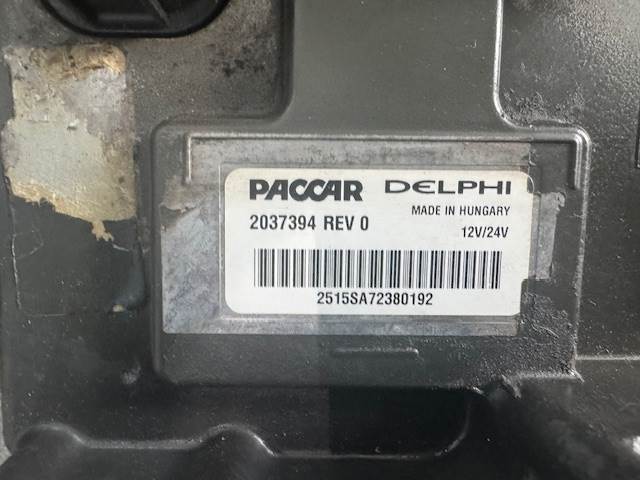 PACCAR DELPHI
2037394 REV 0
MADE IN HUNGARY
12V/24V
2515SA72380192